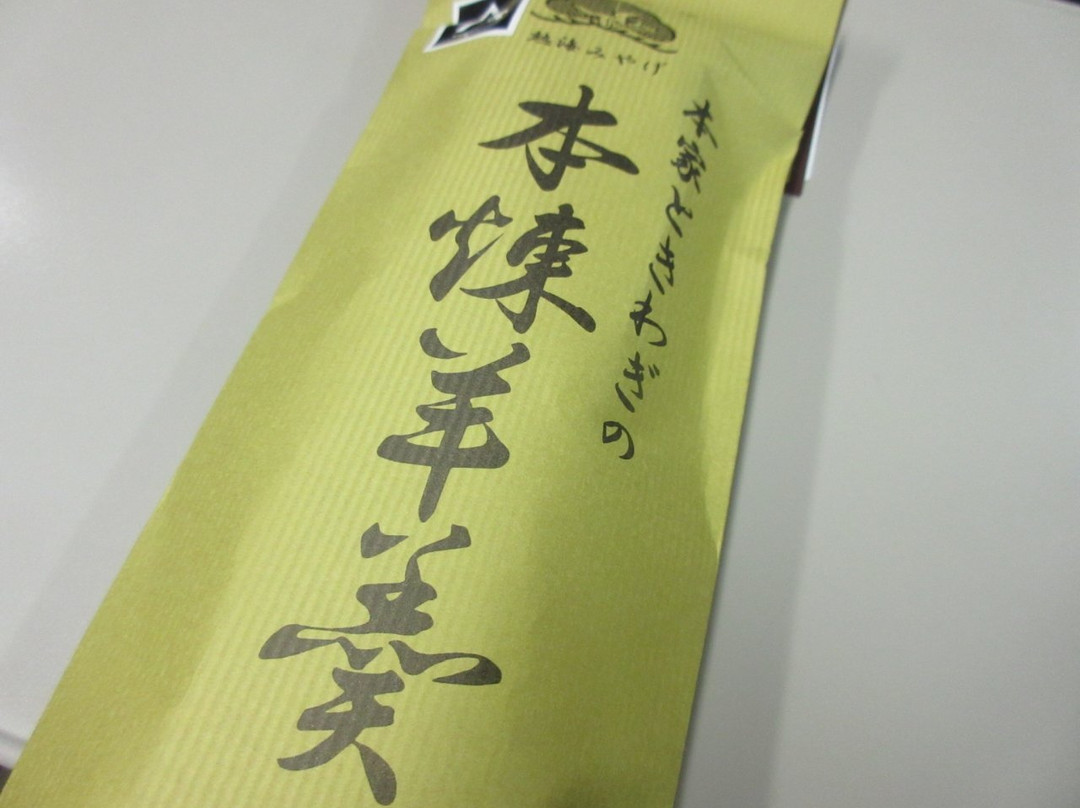 熱海みやげ
本家ときわぎの
本煉羊羹